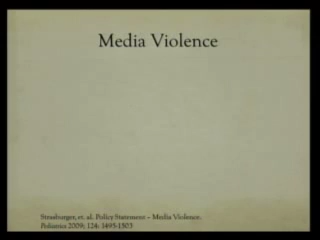 Media Violence
Strasburger, et. al. Policy Statement – Media Violence.
Pediatrics 2009; 124: 1495-1503